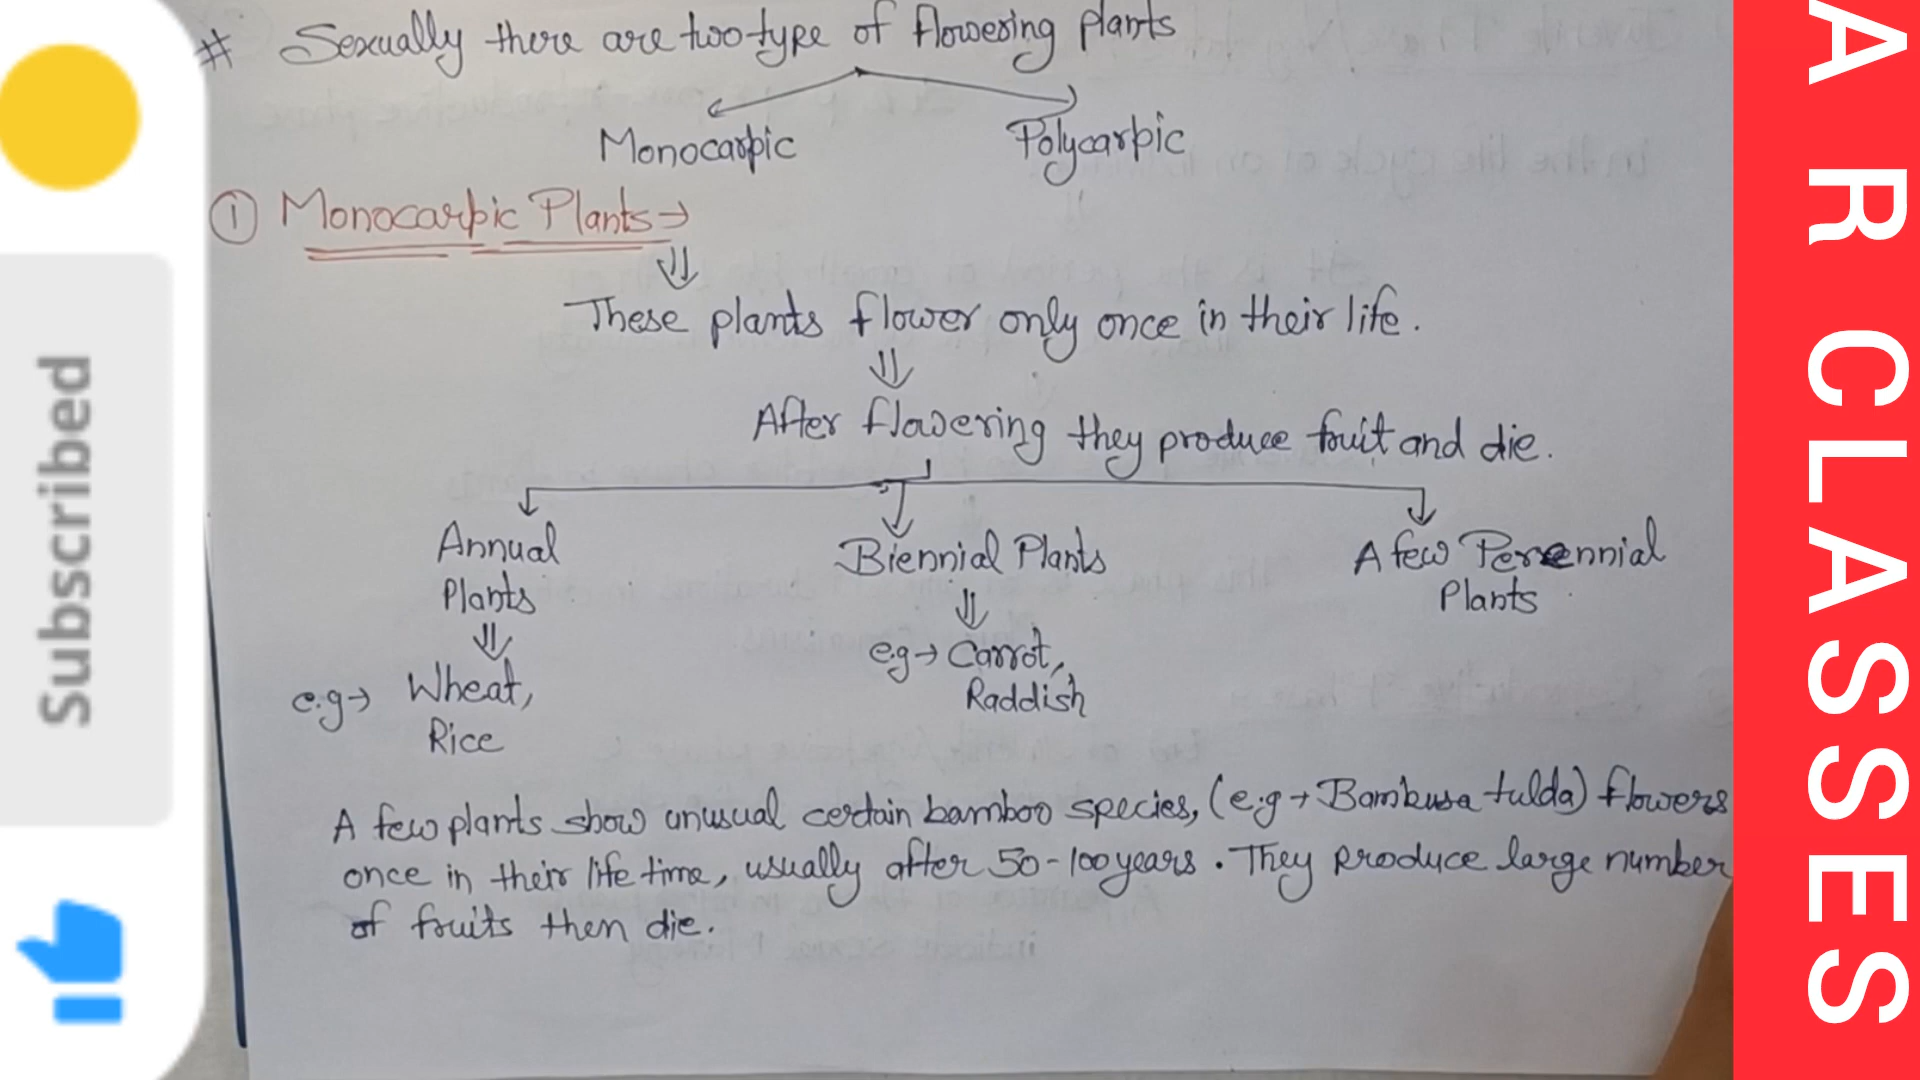 # Sexually there are two type of flowering plants
Monocarpic Polycarpic
① Monocarpic Plants→
These plants flower only once in their life.
After flowering they produce fruit and die.
Annual Plants
Biennial Plants
A few Perennial Plants
e.g→ Wheat,
Rice
e.g→ Carrot,
Raddish
A few plants show unusual certain bamboo species, (e.g→ Bambusa tulda) flowers
once in their life time, usually after 50-100 years. They produce large number
of fruits then die.
Subscribed
A R CLASSES